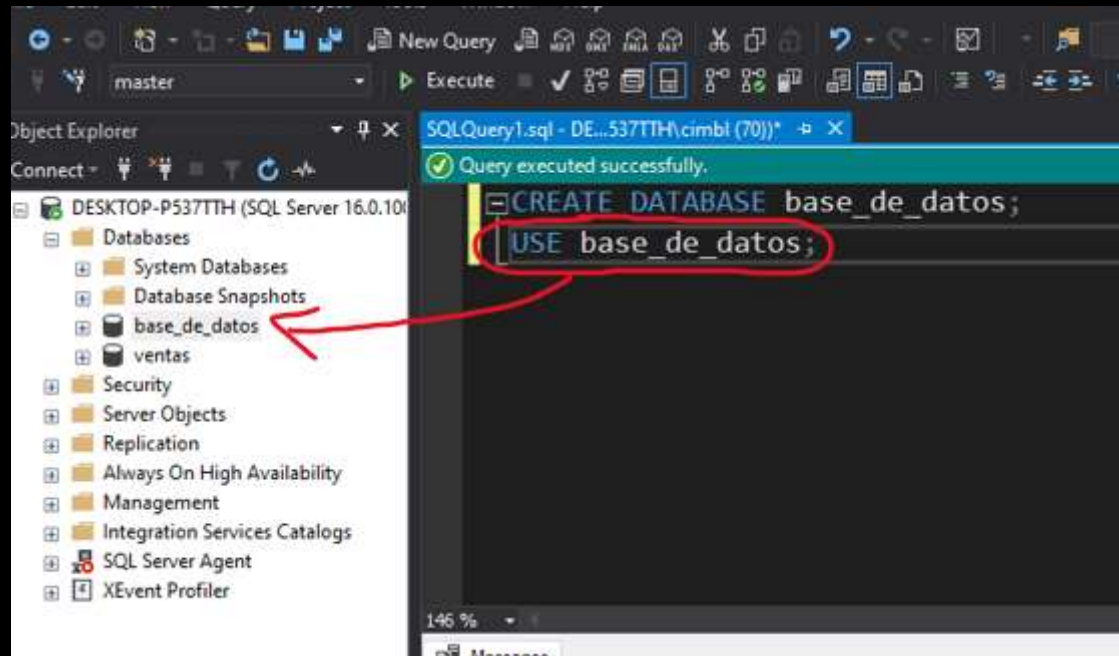 New Query
master
Execute
Object Explorer
Connect
DESKTOP-P537TTH (SQL Server 16.0.100
Databases
System Databases
Database Snapshots
base_de_datos
ventas
Security
Server Objects
Replication
Always On High Availability
Management
Integration Services Catalogs
SQL Server Agent
XEvent Profiler
SQLQuery1.sql - DE...537TTH\cimbl (70))*
Query executed successfully.
CREATE DATABASE base_de_datos;
USE base_de_datos;
146 %